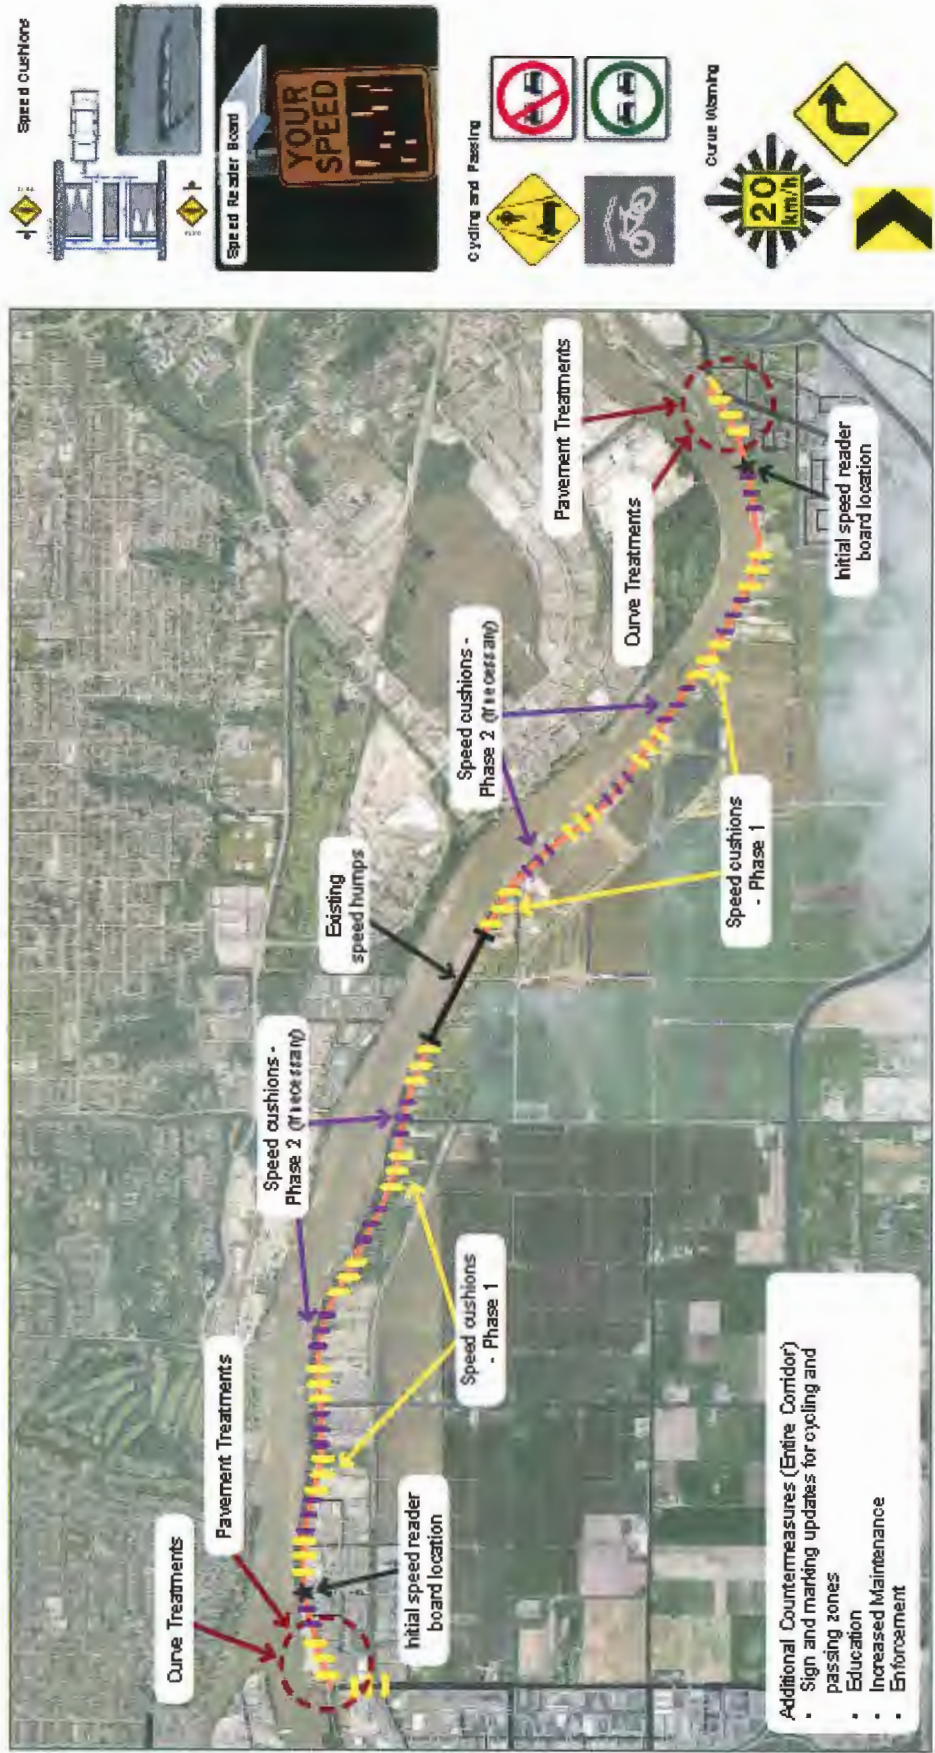 Curve Treatments
Pavement Treatments
Initial speed reader
board location
Speed cushions -
Phase 2 (If necessary)
Speed cushions
- Phase 1
Existing
speed humps
Speed cushions -
Phase 2 (If necessary)
Speed cushions
- Phase 1
Pavement Treatments
Curve Treatments
Initial speed reader
board location
Additional Countermeasures (Entire Corridor)
· Sign and marking updates for cycling and
passing zones
· Education
· Increased Maintenance
· Enforcement
Speed Cushions
Speed Reader Board
YOUR
SPEED
Cycling and Passing
Curve Warning
20
km/h